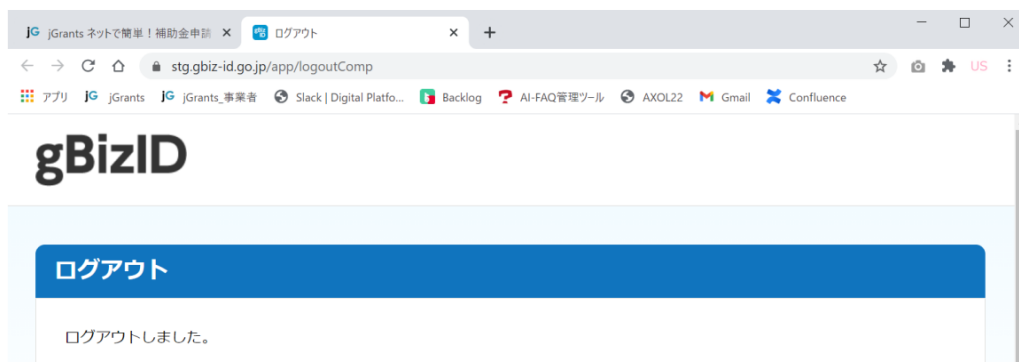 jG jGrants ネットで簡単！補助金申請
ログアウト
stg.gbiz-id.go.jp/app/logoutComp
US
アプリ jG jGrants jG jGrants_事業者 Slack | Digital Platfo... Backlog AI-FAQ管理ツール AXOL22 Gmail Confluence
gBizID
ログアウト
ログアウトしました。